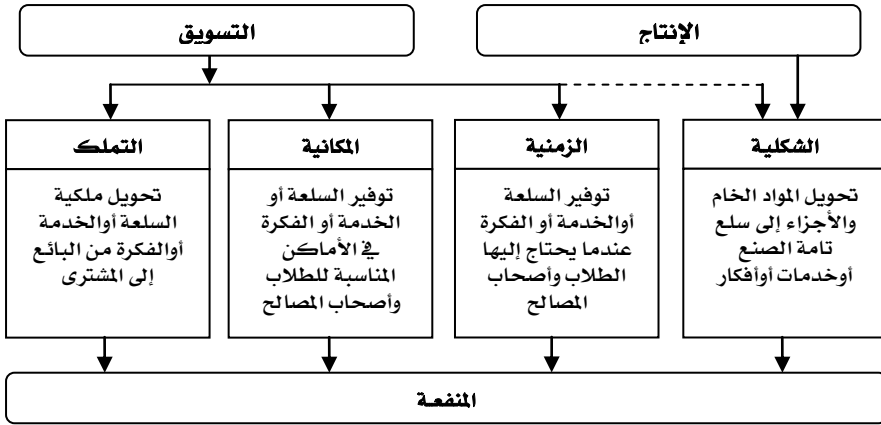 الإنتاج
التسويق
الشكلية
تحويل المواد الخام
والأجزاء إلى سلع
تامة الصنع
أوخدمات أوأفكار
الزمنية
توفير السلعة
أوالخدمة أو الفكرة
عندما يحتاج إليها
الطلاب وأصحاب
المصالح
المكانية
توفير السلعة أو
الخدمة أو الفكرة
في الأماكن
المناسبة للطلاب
وأصحاب المصالح
التملك
تحويل ملكية
السلعة أوالخدمة
أوالفكرة من البائع
إلى المشترى
المنفعة